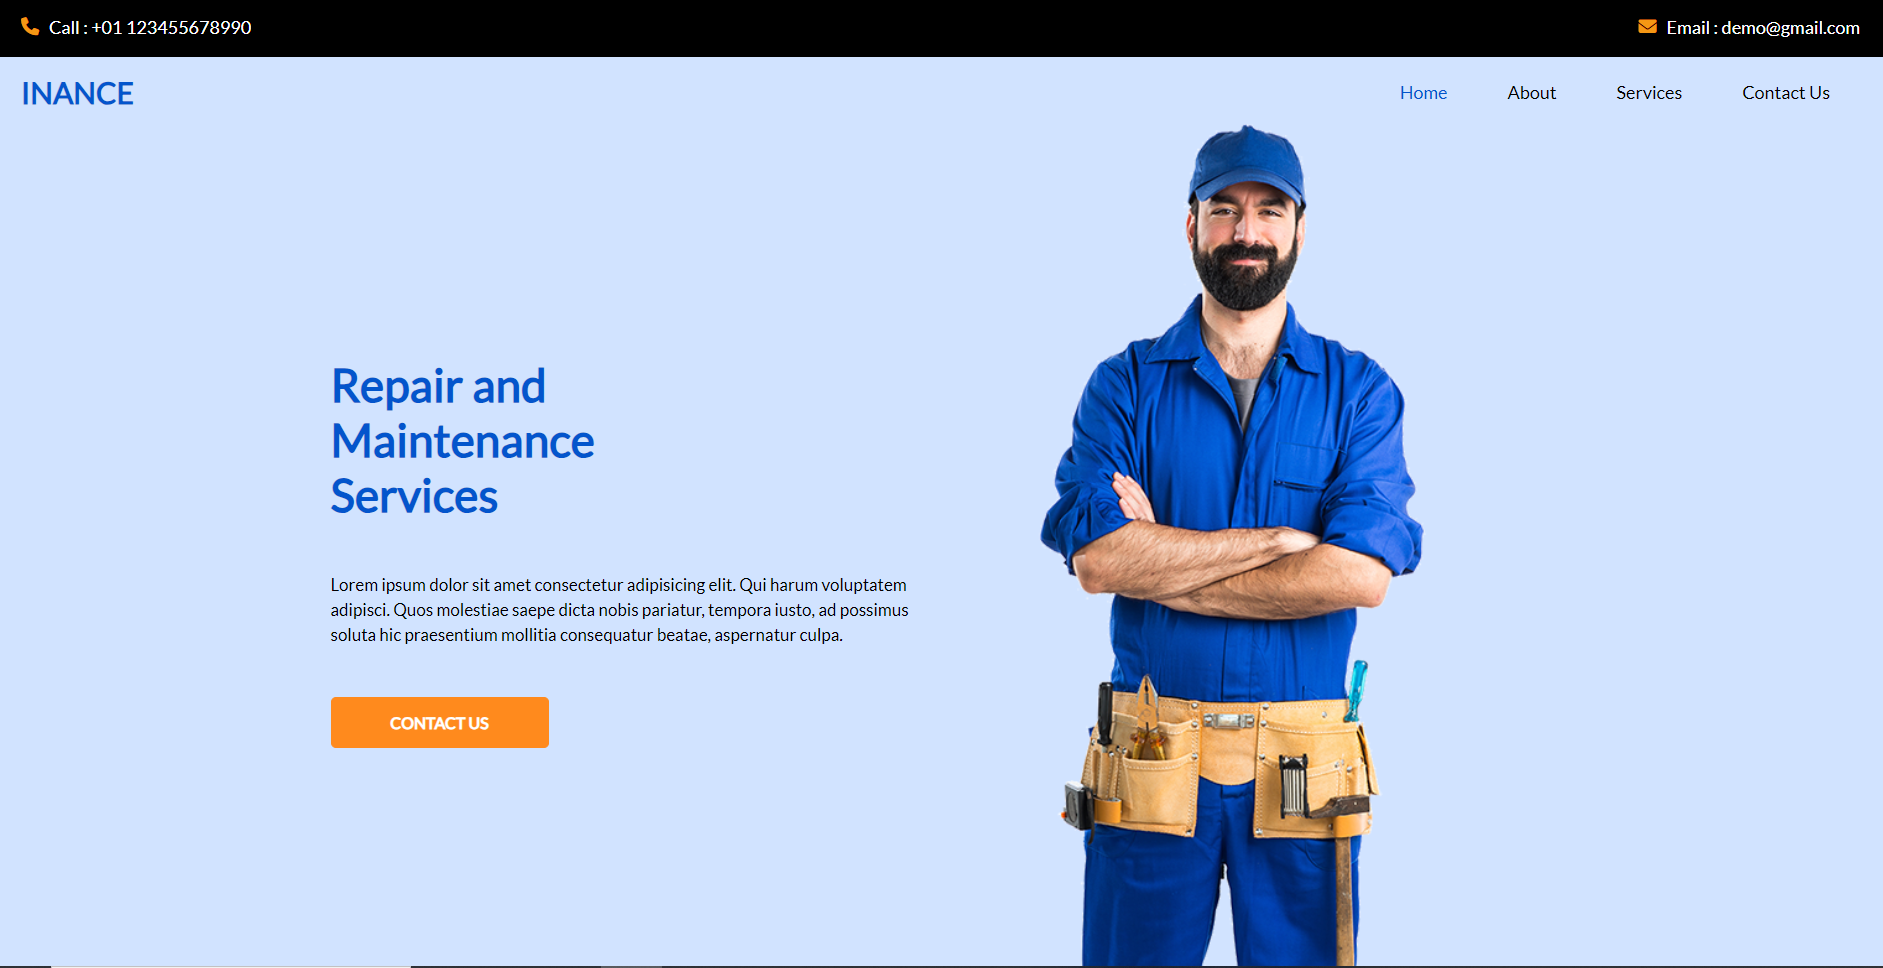 Call : +01 123455678990
Email : demo@gmail.com
INANCE
Home
About
Services
Contact Us
Repair and
Maintenance
Services
Lorem ipsum dolor sit amet consectetur adipisicing elit. Qui harum voluptatem
adipisci. Quos molestiae saepe dicta nobis pariatur, tempora iusto, ad possimus
soluta hic praesentium mollitia consequatur beatae, aspernatur culpa.
CONTACT US